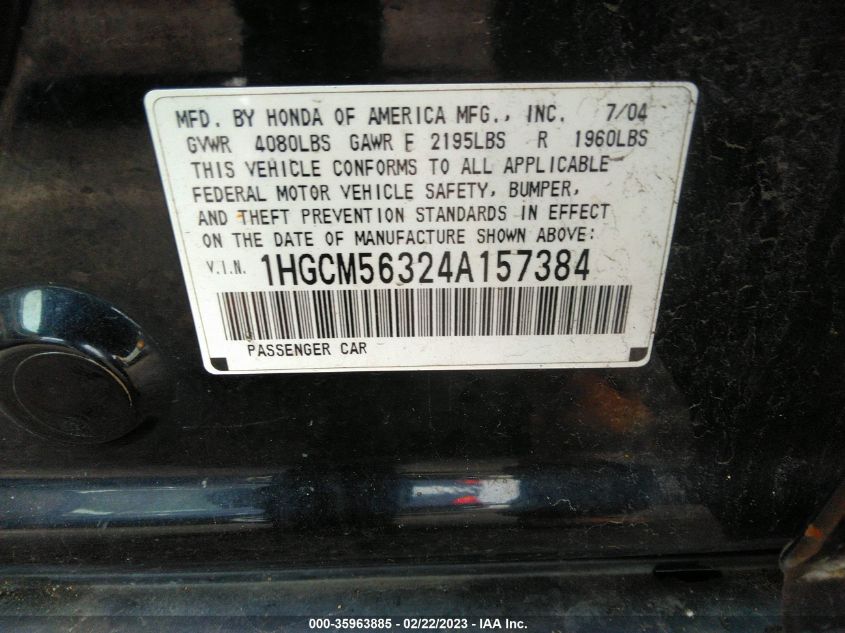 MFD. BY HONDA OF AMERICA MFG., INC. 7/04
GVWR 4080LBS GAWR F 2195LBS R 1960LBS
THIS VEHICLE CONFORMS TO ALL APPLICABLE
FEDERAL MOTOR VEHICLE SAFETY, BUMPER,
AND THEFT PREVENTION STANDARDS IN EFFECT
ON THE DATE OF MANUFACTURE SHOWN ABOVE:
V.I.N. 1HGCM56324A157384
PASSENGER CAR
000-35963885 - 02/22/2023 - IAA Inc.